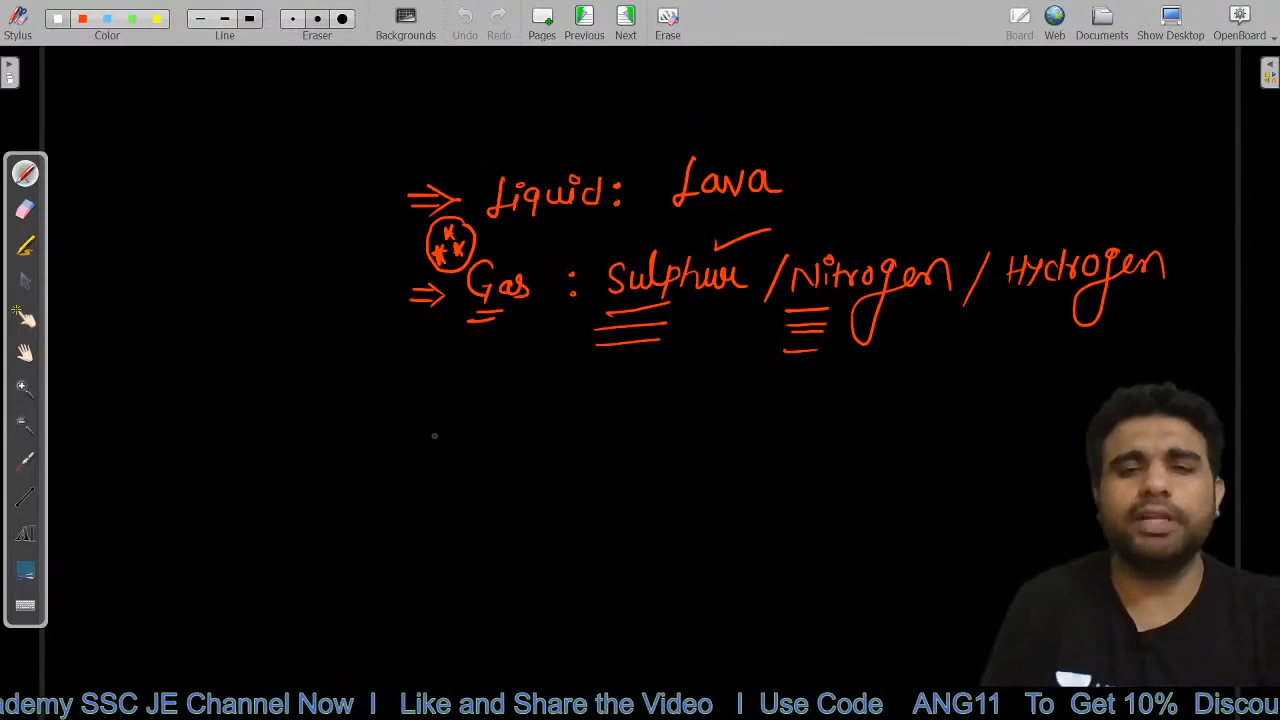 Stylus
Color
Line
Eraser
Backgrounds
Undo
Redo
Pages
Previous
Next
Erase
Board
Web
Documents
Show Desktop
OpenBoard
⇒ Liquid: Lava
⇒ Gas : Sulphur / Nitrogen / Hydrogen
ademy SSC JE Channel Now I Like and Share the Video I Use Code ANG11 To Get 10% Discou